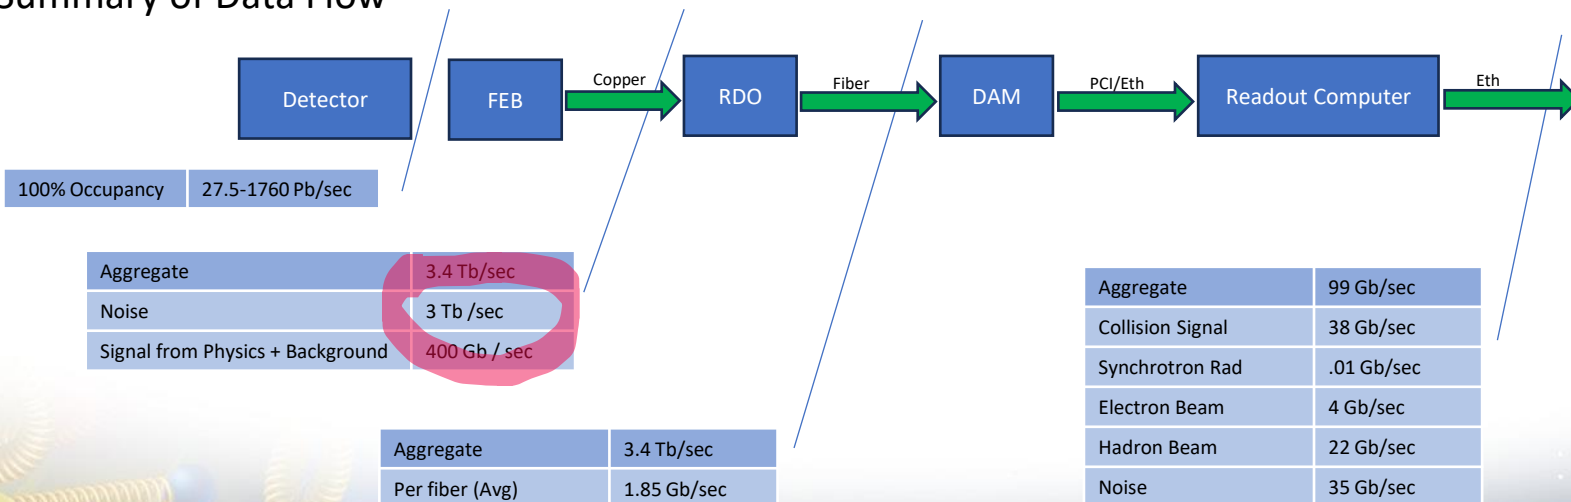 Summary of Data Flow
Detector
FEB
Copper
RDO
Fiber
DAM
PCI/Eth
Readout Computer
Eth
100% Occupancy 27.5-1760 Pb/sec
Aggregate 3.4 Tb/sec
Noise 3 Tb /sec
Signal from Physics + Background 400 Gb / sec
Aggregate 3.4 Tb/sec
Per fiber (Avg) 1.85 Gb/sec
Aggregate 99 Gb/sec
Collision Signal 38 Gb/sec
Synchrotron Rad .01 Gb/sec
Electron Beam 4 Gb/sec
Hadron Beam 22 Gb/sec
Noise 35 Gb/sec